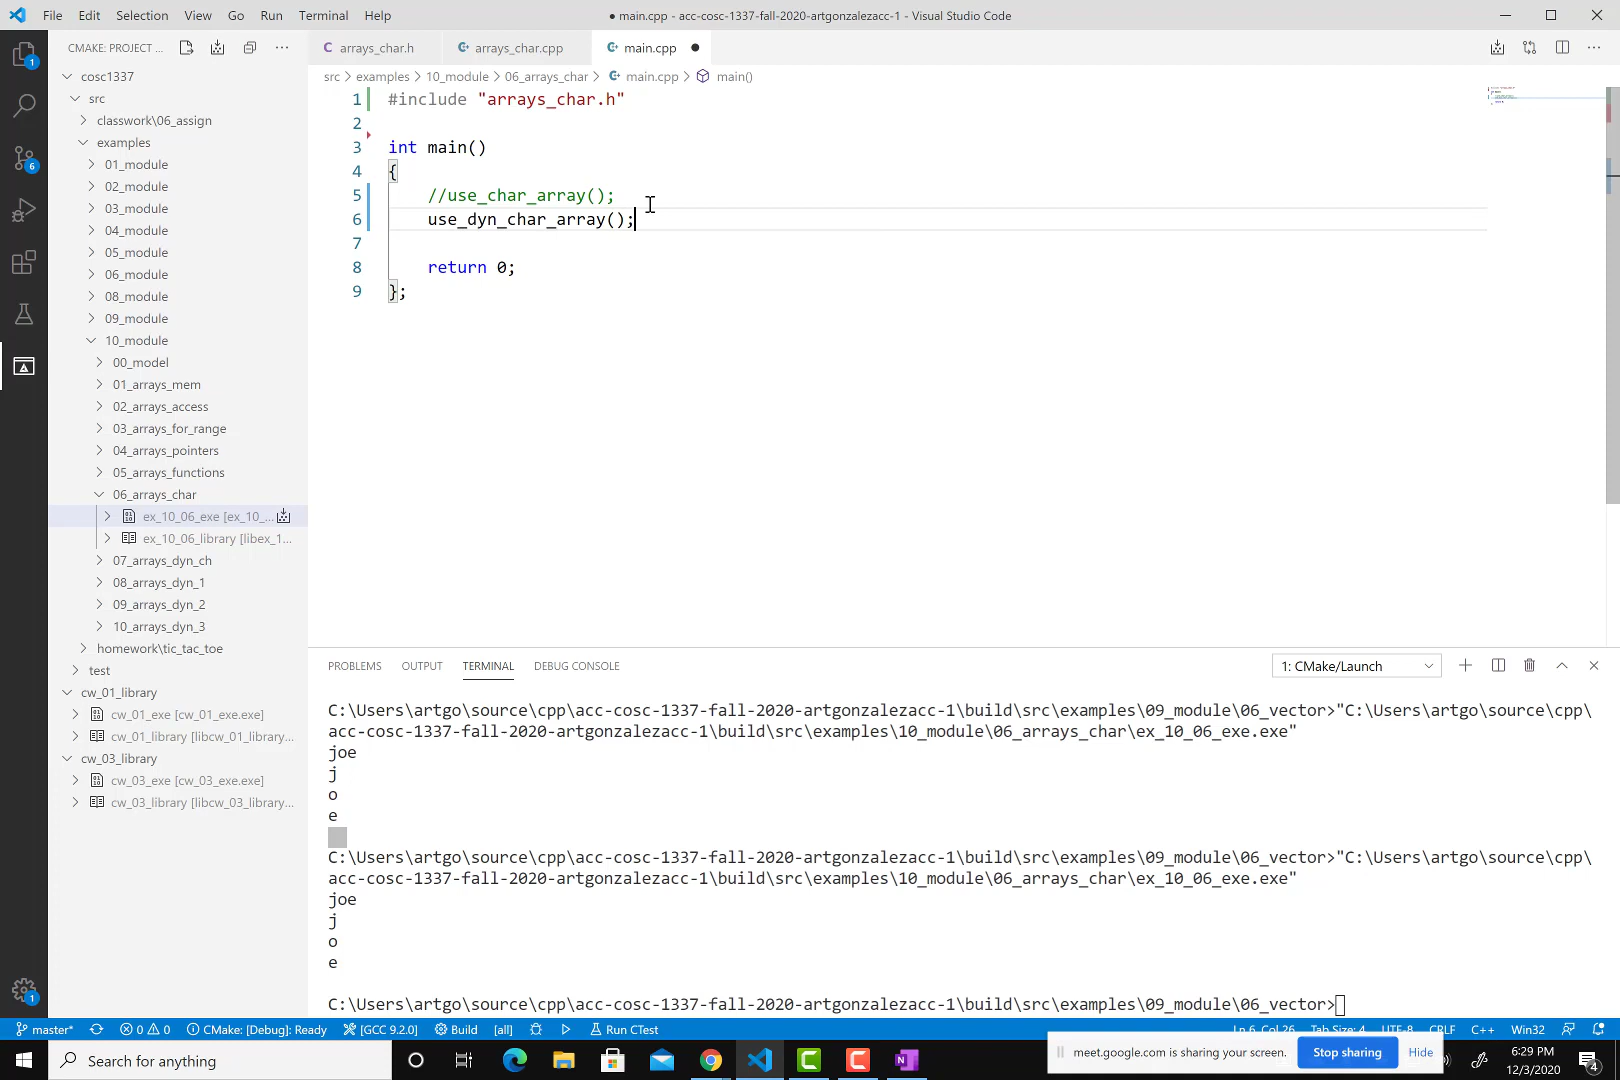 File Edit Selection View Go Run Terminal Help
● main.cpp - acc-cosc-1337-fall-2020-artgonzalezacc-1 - Visual Studio Code
CMAKE: PROJECT ...
arrays_char.h
arrays_char.cpp
main.cpp ●
src > examples > 10_module > 06_arrays_char > main.cpp > main()
1
6
1
cosc1337
src
classwork\06_assign
examples
01_module
02_module
03_module
04_module
05_module
06_module
08_module
09_module
10_module
00_model
01_arrays_mem
02_arrays_access
03_arrays_for_range
04_arrays_pointers
05_arrays_functions
06_arrays_char
ex_10_06_exe [ex_10_...
ex_10_06_library [libex_1...
07_arrays_dyn_ch
08_arrays_dyn_1
09_arrays_dyn_2
10_arrays_dyn_3
homework\tic_tac_toe
test
cw_01_library
cw_01_exe [cw_01_exe.exe]
cw_01_library [libcw_01_library...
cw_03_library
cw_03_exe [cw_03_exe.exe]
cw_03_library [libcw_03_library...
1 #include "arrays_char.h"
2
3 int main()
4 {
5 //use_char_array();
6 use_dyn_char_array();
7
8 return 0;
9 };
PROBLEMS OUTPUT TERMINAL DEBUG CONSOLE
1: CMake/Launch
C:\Users\artgo\source\cpp\acc-cosc-1337-fall-2020-artgonzalezacc-1\build\src\examples\09_module\06_vector>"C:\Users\artgo\source\cpp\
acc-cosc-1337-fall-2020-artgonzalezacc-1\build\src\examples\10_module\06_arrays_char\ex_10_06_exe.exe"
joe
j
o
e
C:\Users\artgo\source\cpp\acc-cosc-1337-fall-2020-artgonzalezacc-1\build\src\examples\09_module\06_vector>"C:\Users\artgo\source\cpp\
acc-cosc-1337-fall-2020-artgonzalezacc-1\build\src\examples\10_module\06_arrays_char\ex_10_06_exe.exe"
joe
j
o
e
C:\Users\artgo\source\cpp\acc-cosc-1337-fall-2020-artgonzalezacc-1\build\src\examples\09_module\06_vector>
master* 0 0 CMake: [Debug]: Ready [GCC 9.2.0] Build [all] Run CTest
Ln 6, Col 26 Tab Size: 4 UTF-8 CRLF C++ Win32
Search for anything
meet.google.com is sharing your screen. Stop sharing Hide
6:29 PM
12/3/2020
4